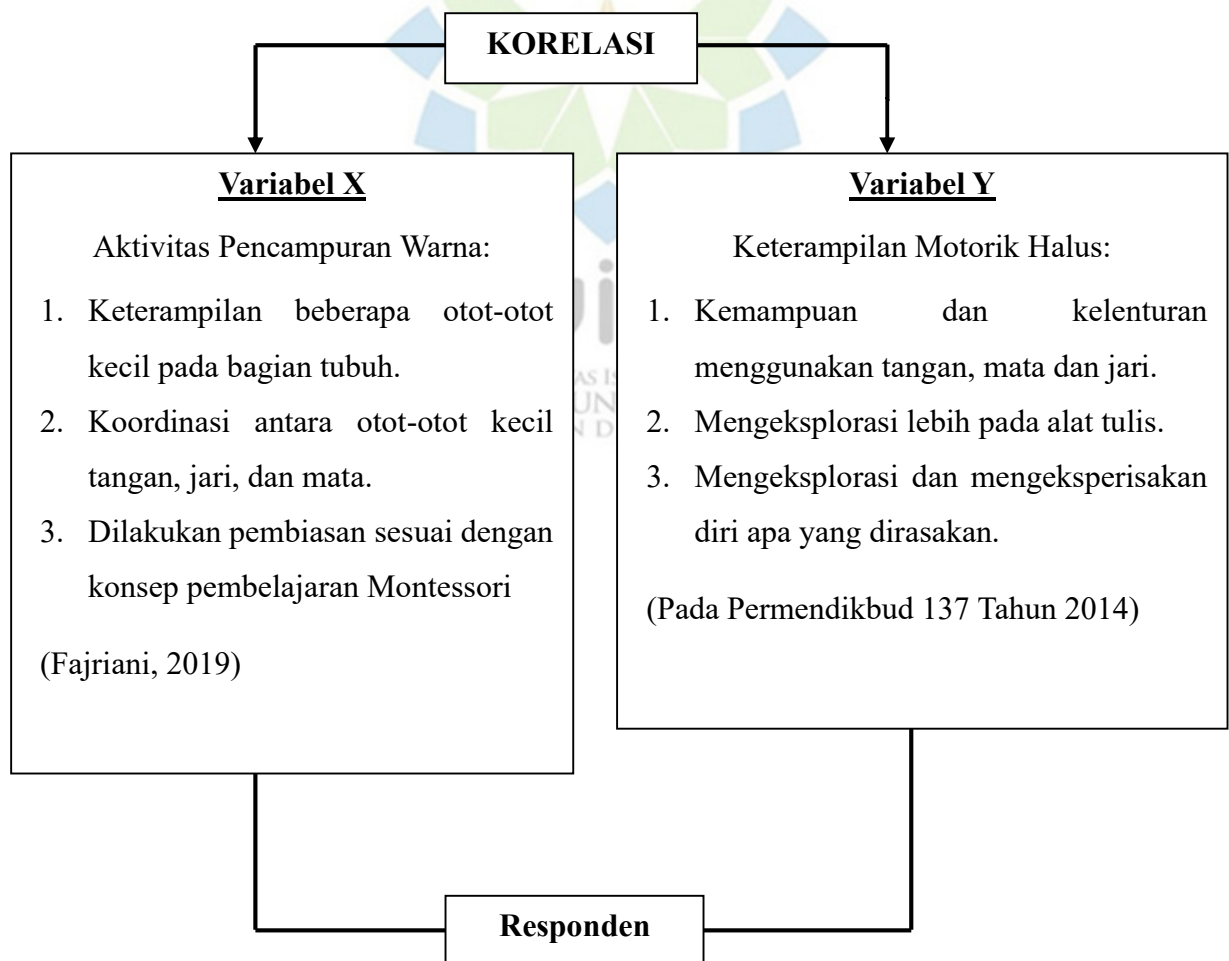 KORELASI
Variabel X
Aktivitas Pencampuran Warna:
1. Keterampilan beberapa otot-otot
kecil pada bagian tubuh.
2. Koordinasi antara otot-otot kecil
tangan, jari, dan mata.
3. Dilakukan pembiasan sesuai dengan
konsep pembelajaran Montessori
(Fajriani, 2019)
Variabel Y
Keterampilan Motorik Halus:
1. Kemampuan dan kelenturan
menggunakan tangan, mata dan jari.
2. Mengeksplorasi lebih pada alat tulis.
3. Mengeksplorasi dan mengeksperisakan
diri apa yang dirasakan.
(Pada Permendikbud 137 Tahun 2014)
Responden